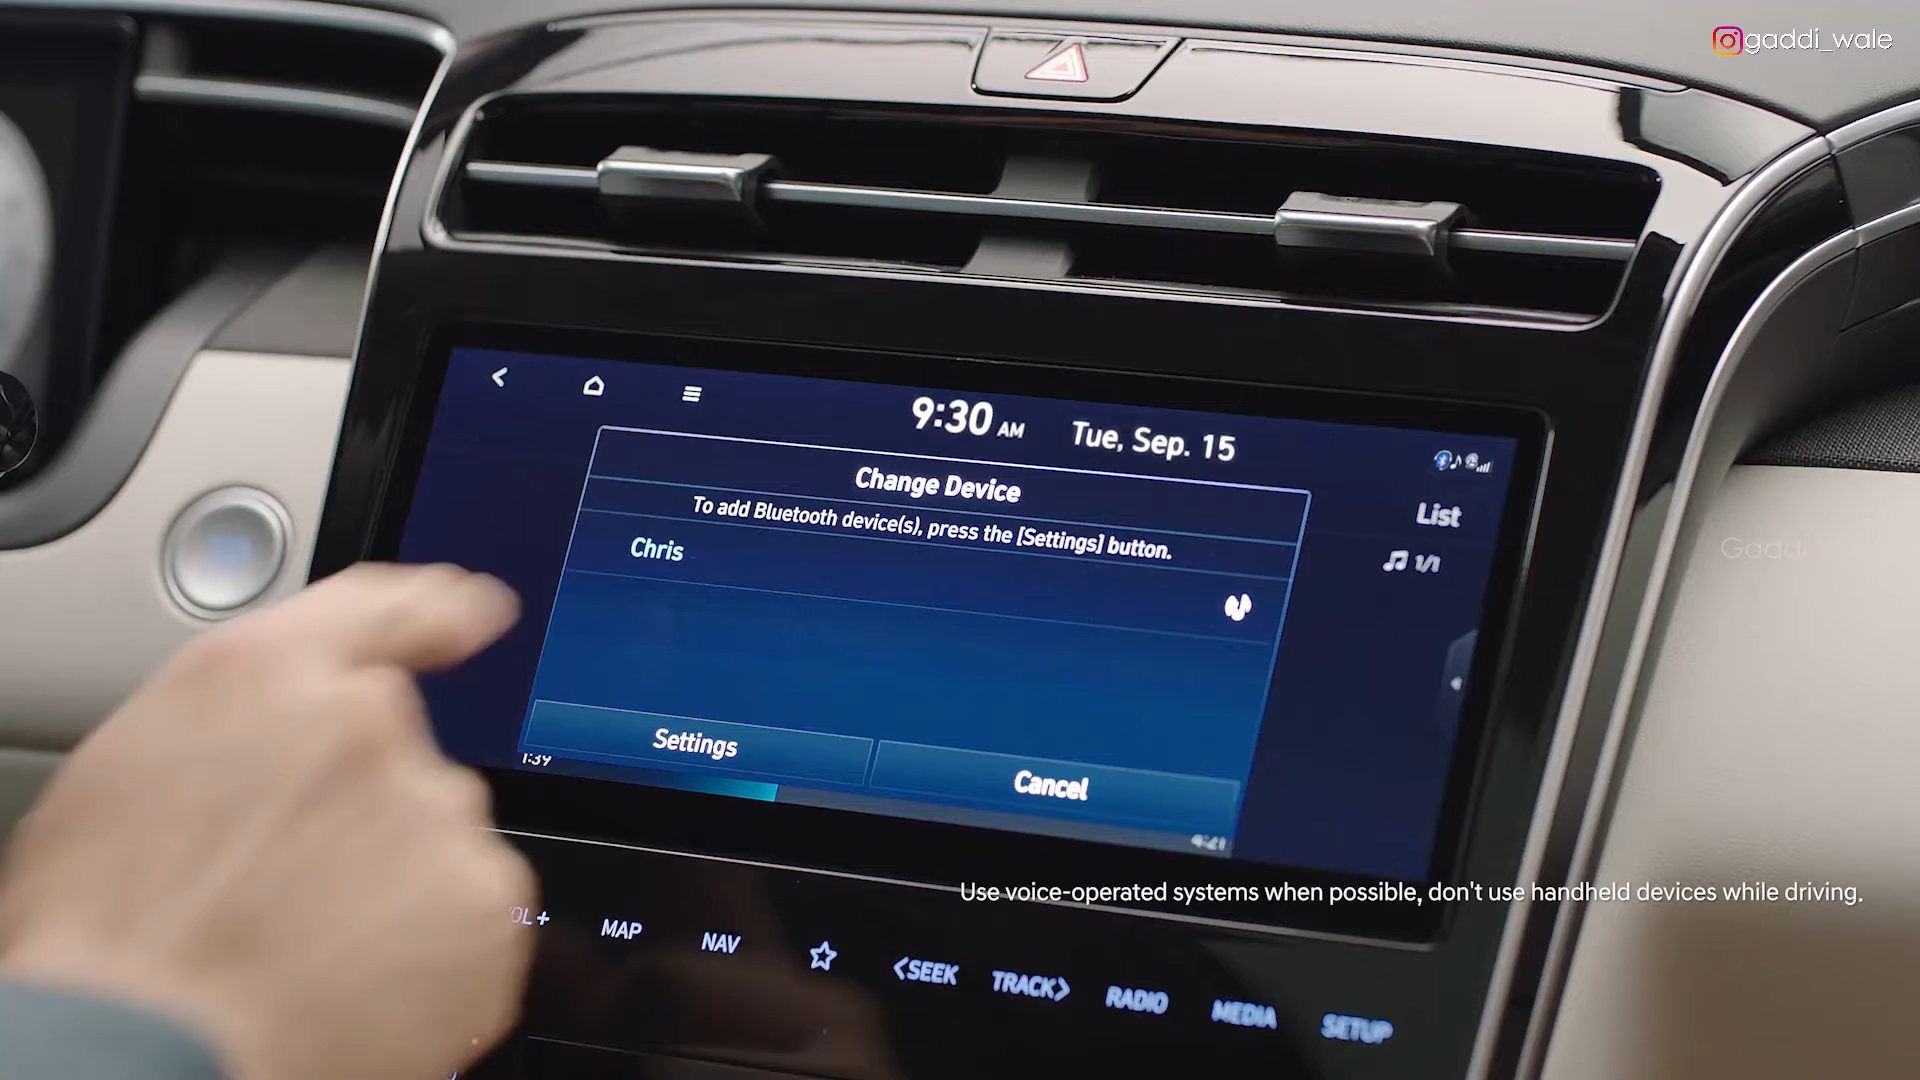 gaddi_wale
9:30 AM
Tue, Sep. 15
Change Device
To add Bluetooth device(s), press the [Settings] button.
List
Chris
1/1
Gaddi
Settings
Cancel
1:39
4:21
Use voice-operated systems when possible, don't use handheld devices while driving.
OL+
MAP
NAV
<SEEK
TRACK>
RADIO
MEDIA
SETUP